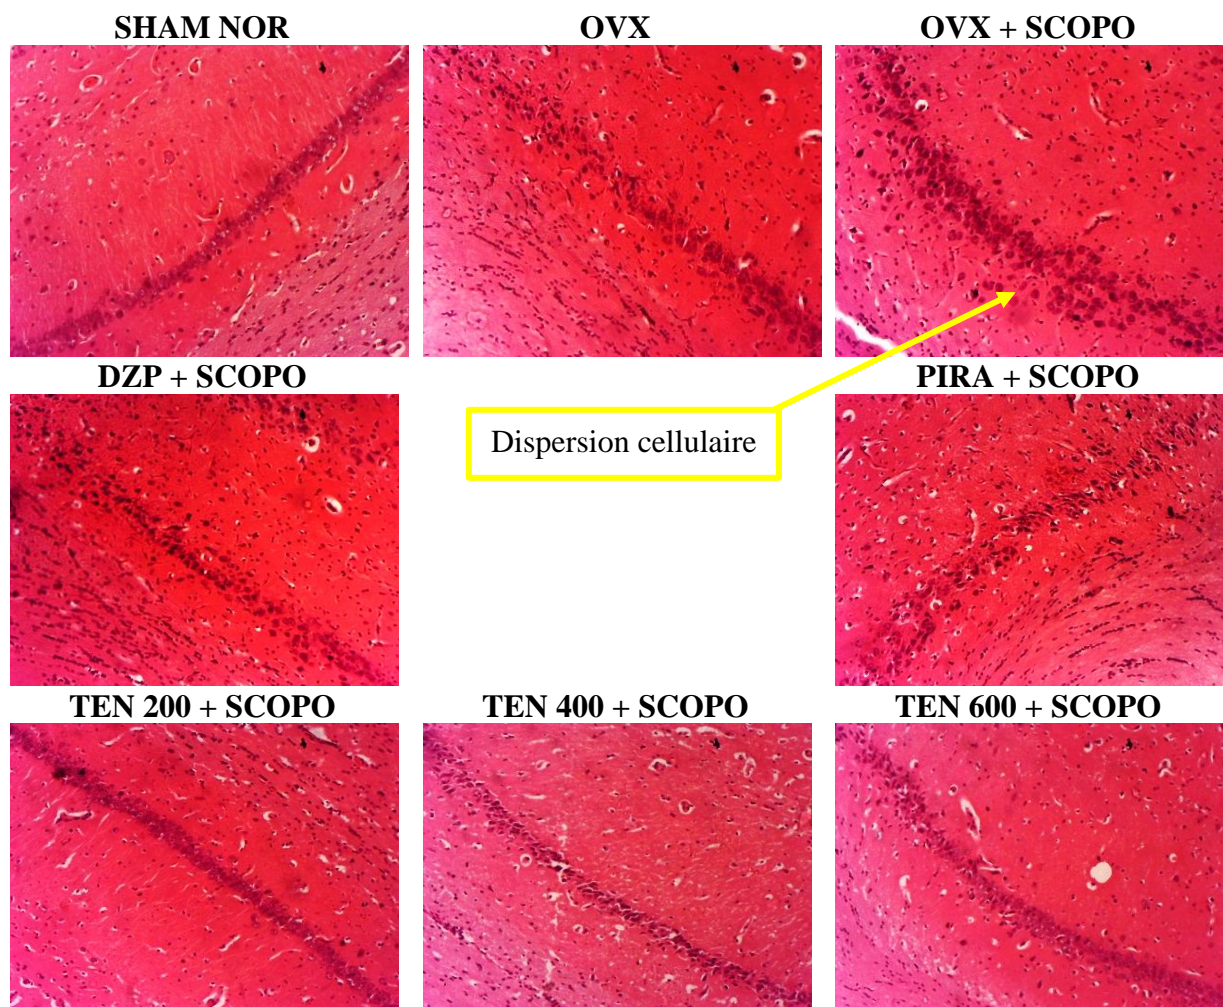 SHAM NOR
OVX
OVX + SCOPO
DZP + SCOPO
PIRA + SCOPO
Dispersion cellulaire
TEN 200 + SCOPO
TEN 400 + SCOPO
TEN 600 + SCOPO